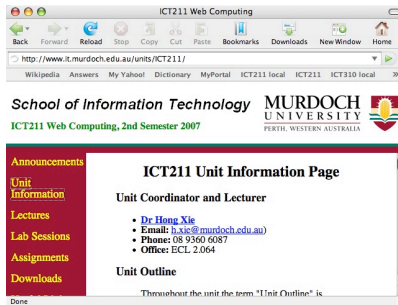 ICT211 Web Computing
Back Forward Reload Stop Copy Cut Paste Bookmarks Downloads New Window Home
http://www.it.murdoch.edu.au/units/ICT211/
Wikipedia Answers My Yahoo! Dictionary MyPortal ICT211 local ICT211 ICT310 local
School of Information Technology
ICT211 Web Computing, 2nd Semester 2007
MURDOCH
UNIVERSITY
PERTH, WESTERN AUSTRALIA
Announcements
Unit
Information
Lectures
Lab Sessions
Assignments
Downloads
ICT211 Unit Information Page
Unit Coordinator and Lecturer
• Dr Hong Xie
• Email: h.xie@murdoch.edu.au)
• Phone: 08 9360 6087
• Office: ECL 2.064
Unit Outline
Throughout the unit the term "Unit Outline" is
Done